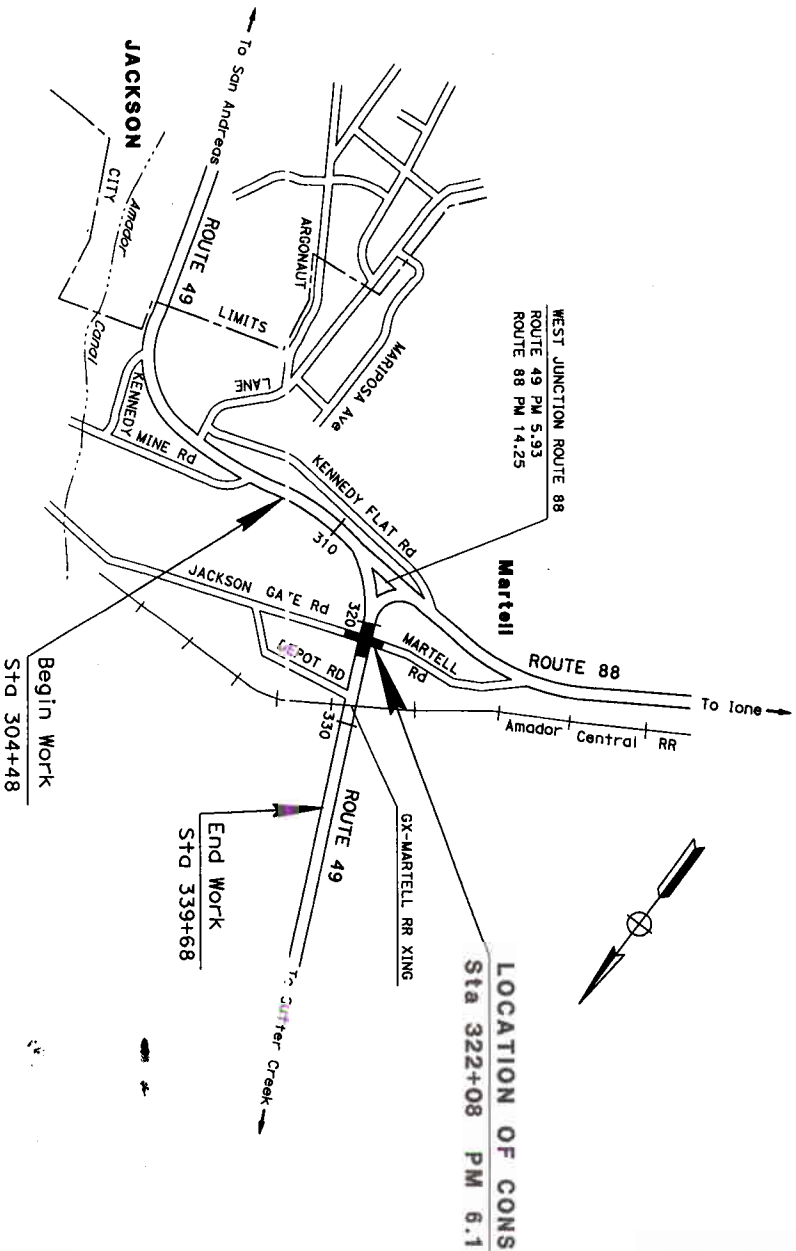 To San Andreas
JACKSON
CITY
Amador
Canal
ROUTE 49
LIMITS
ARGONAUT
LANE
MARIPOSA Ave
KENNEDY
MINE Rd
WEST JUNCTION ROUTE 88
ROUTE 49 PM 5.93
ROUTE 88 PM 14.25
KENNEDY FLAT Rd
310
Martell
JACKSON GATE Rd
320
MARTELL
Rd
ROUTE 88
To Ione
Amador Central RR
DEPOT RD
330
Begin Work
Sta 304+48
ROUTE 49
GX-MARTELL RR XING
End Work
Sta 339+68
To Sutter Creek
LOCATION OF CONS
Sta 322+08 PM 6.1